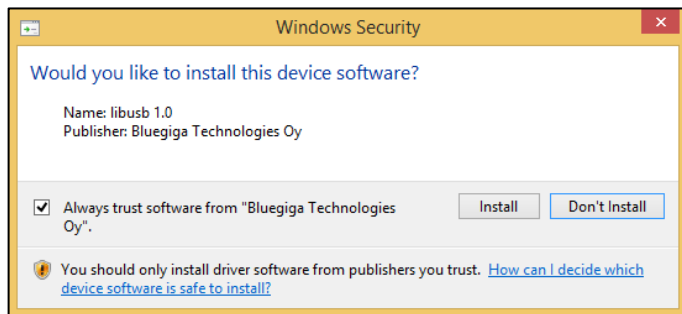 Windows Security
Would you like to install this device software?
Name: libusb 1.0
Publisher: Bluegiga Technologies Oy
Always trust software from "Bluegiga Technologies
Oy".
Install
Don't Install
You should only install driver software from publishers you trust. How can I decide which
device software is safe to install?